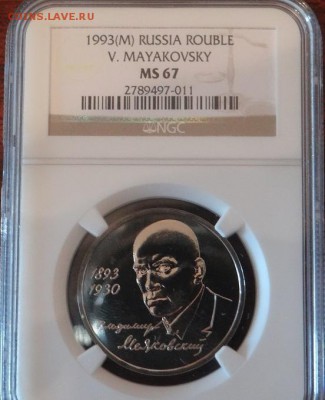 COINS.LAVE.RU
1993(M) RUSSIA ROUBLE
V. MAYAKOVSKY
MS 67
2789497-011
NGC
1893
1930
Владимир
Маяковский